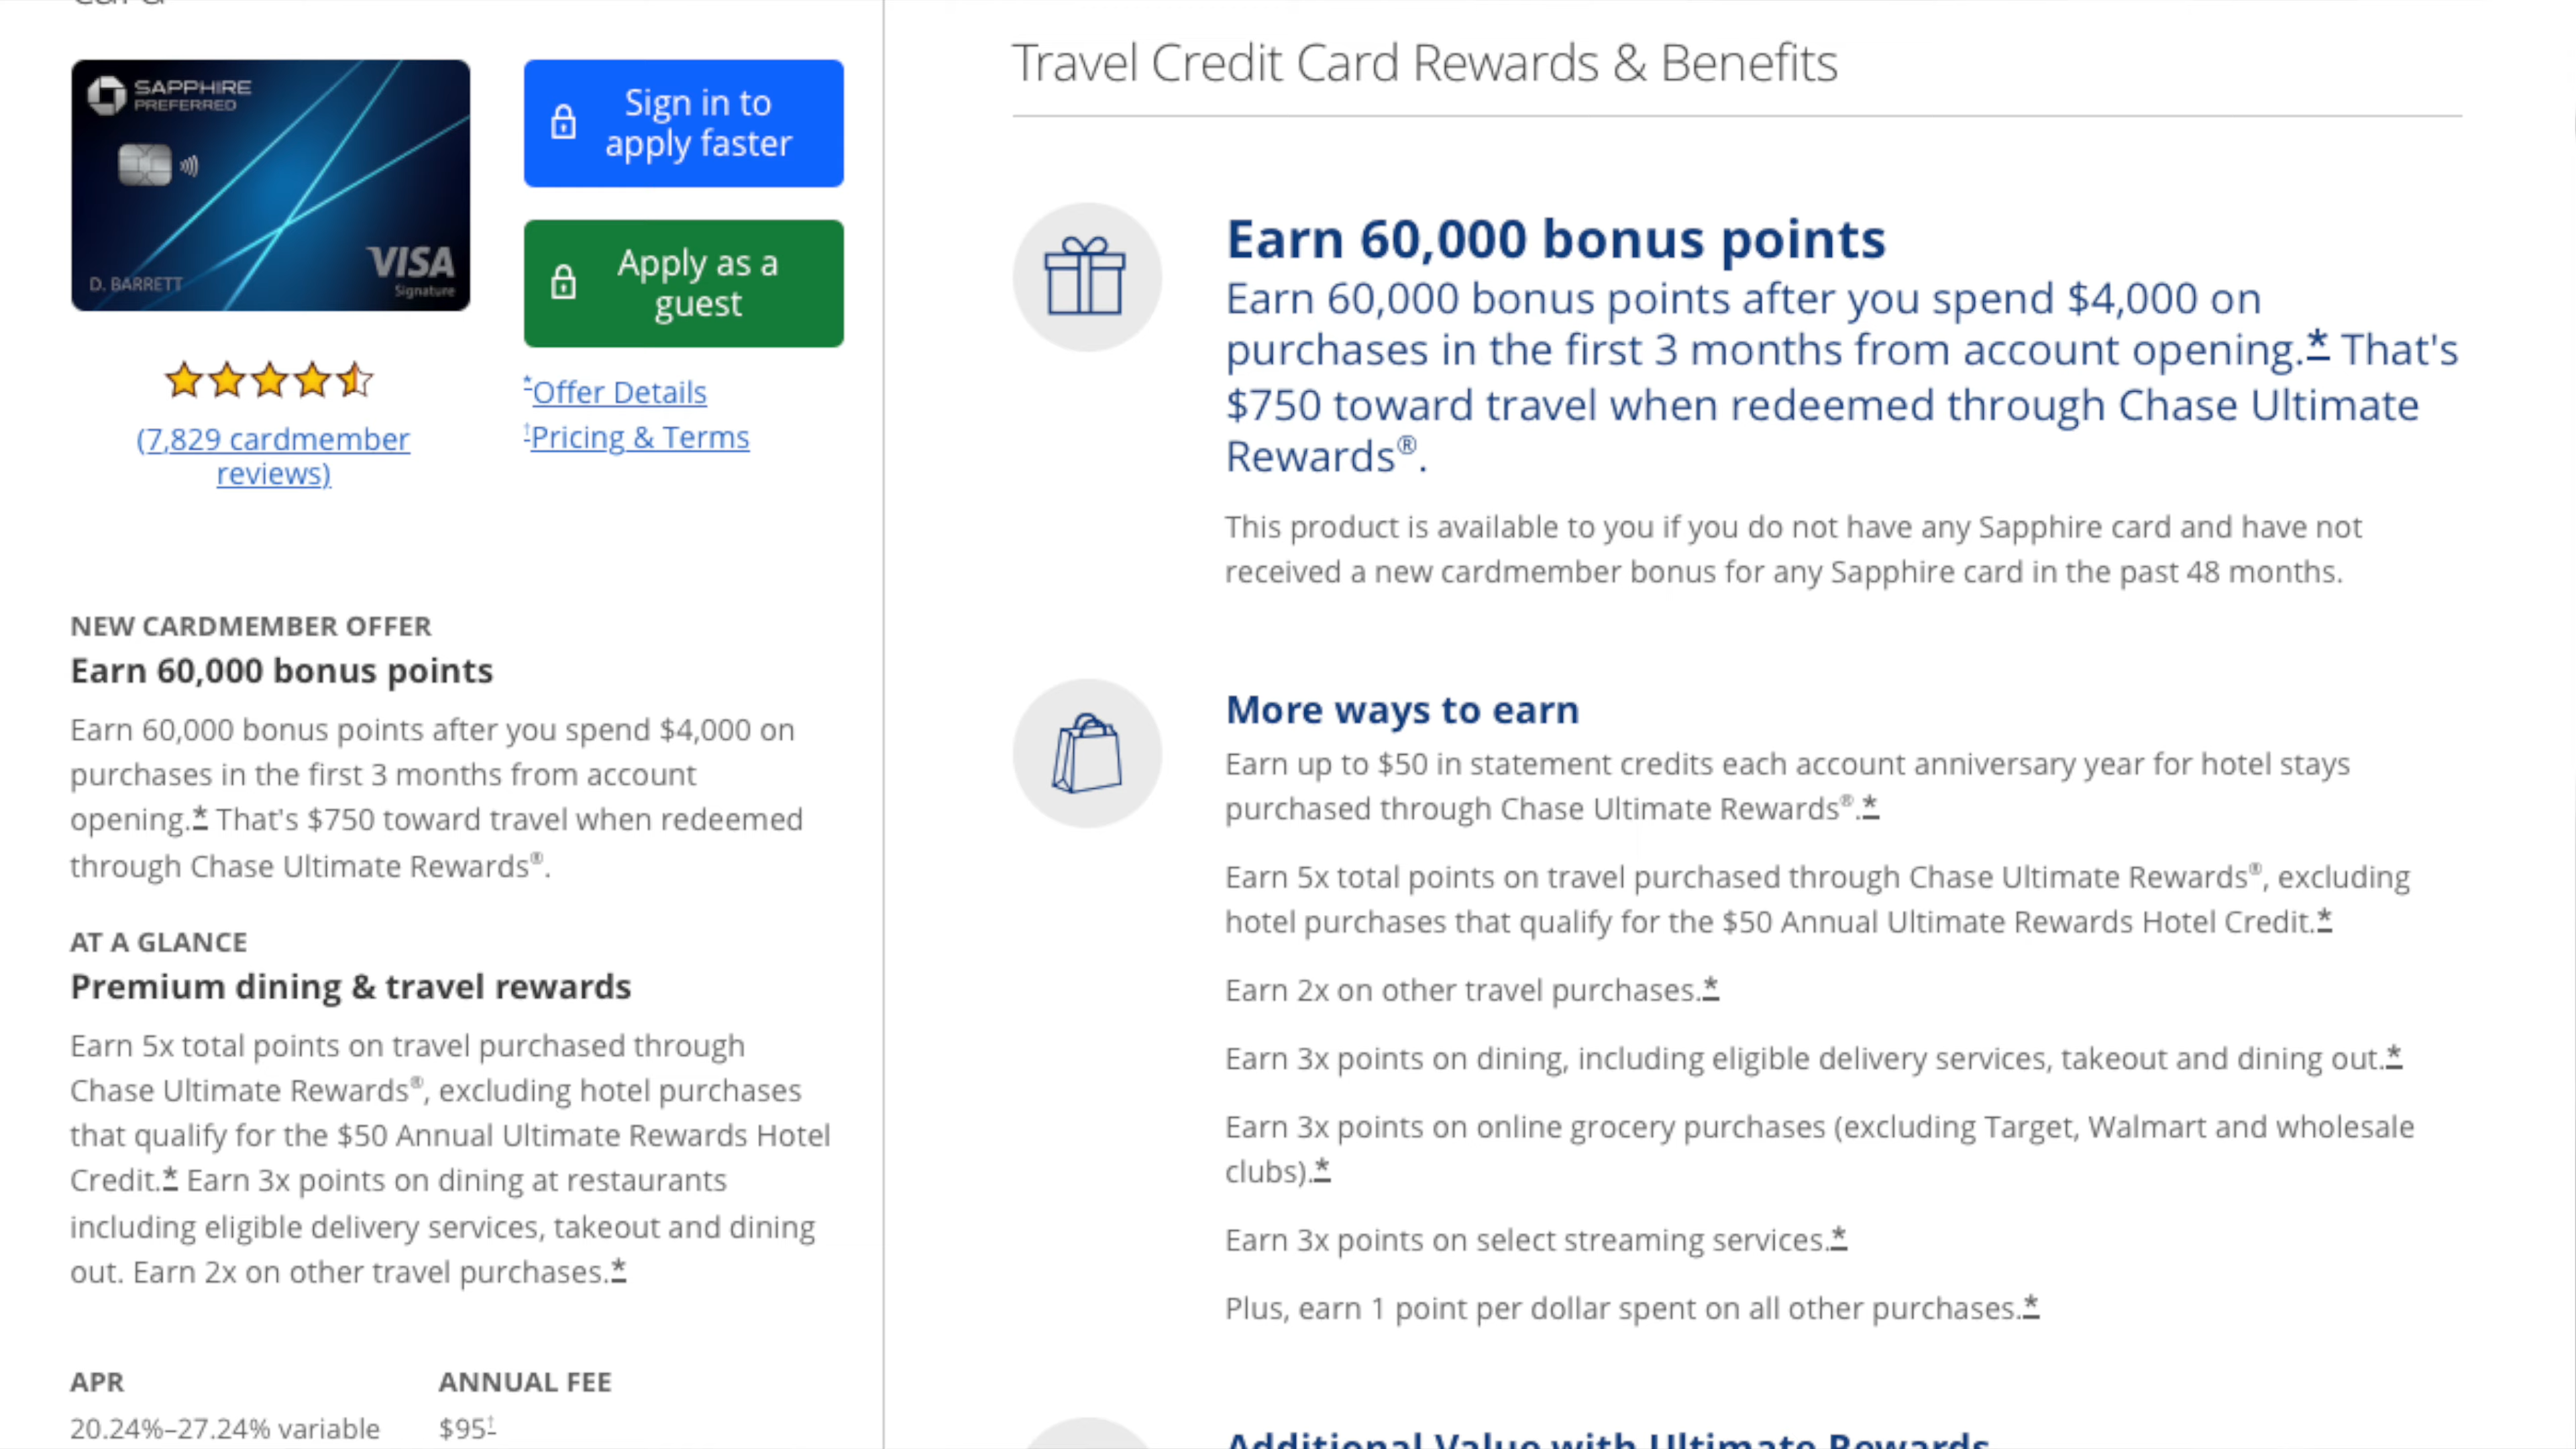 SAPPHIRE
PREFERRED
VISA
Signature
D. BARRETT
Sign in to
apply faster
Apply as a
guest
(7,829 cardmember
reviews)
*Offer Details
†Pricing & Terms
NEW CARDMEMBER OFFER
Earn 60,000 bonus points
Earn 60,000 bonus points after you spend $4,000 on
purchases in the first 3 months from account
opening.* That's $750 toward travel when redeemed
through Chase Ultimate Rewards®.
AT A GLANCE
Premium dining & travel rewards
Earn 5x total points on travel purchased through
Chase Ultimate Rewards®, excluding hotel purchases
that qualify for the $50 Annual Ultimate Rewards Hotel
Credit.* Earn 3x points on dining at restaurants
including eligible delivery services, takeout and dining
out. Earn 2x on other travel purchases.*
APR
20.24%–27.24% variable
ANNUAL FEE
$95†
Travel Credit Card Rewards & Benefits
Earn 60,000 bonus points
Earn 60,000 bonus points after you spend $4,000 on
purchases in the first 3 months from account opening.* That's
$750 toward travel when redeemed through Chase Ultimate
Rewards®.
This product is available to you if you do not have any Sapphire card and have not
received a new cardmember bonus for any Sapphire card in the past 48 months.
More ways to earn
Earn up to $50 in statement credits each account anniversary year for hotel stays
purchased through Chase Ultimate Rewards®.*
Earn 5x total points on travel purchased through Chase Ultimate Rewards®, excluding
hotel purchases that qualify for the $50 Annual Ultimate Rewards Hotel Credit.*
Earn 2x on other travel purchases.*
Earn 3x points on dining, including eligible delivery services, takeout and dining out.*
Earn 3x points on online grocery purchases (excluding Target, Walmart and wholesale
clubs).*
Earn 3x points on select streaming services.*
Plus, earn 1 point per dollar spent on all other purchases.*
Additional Value with Ultimate Rewards